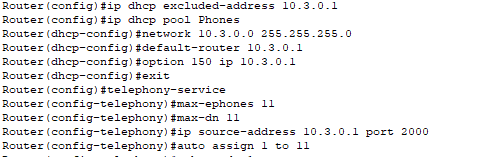 Router(config)#ip dhcp excluded-address 10.3.0.1
Router(config)#ip dhcp pool Phones
Router(dhcp-config)#network 10.3.0.0 255.255.255.0
Router(dhcp-config)#default-router 10.3.0.1
Router(dhcp-config)#option 150 ip 10.3.0.1
Router(dhcp-config)#exit
Router(config)#telephony-service
Router(config-telephony)#max-ephones 11
Router(config-telephony)#max-dn 11
Router(config-telephony)#ip source-address 10.3.0.1 port 2000
Router(config-telephony)#auto assign 1 to 11